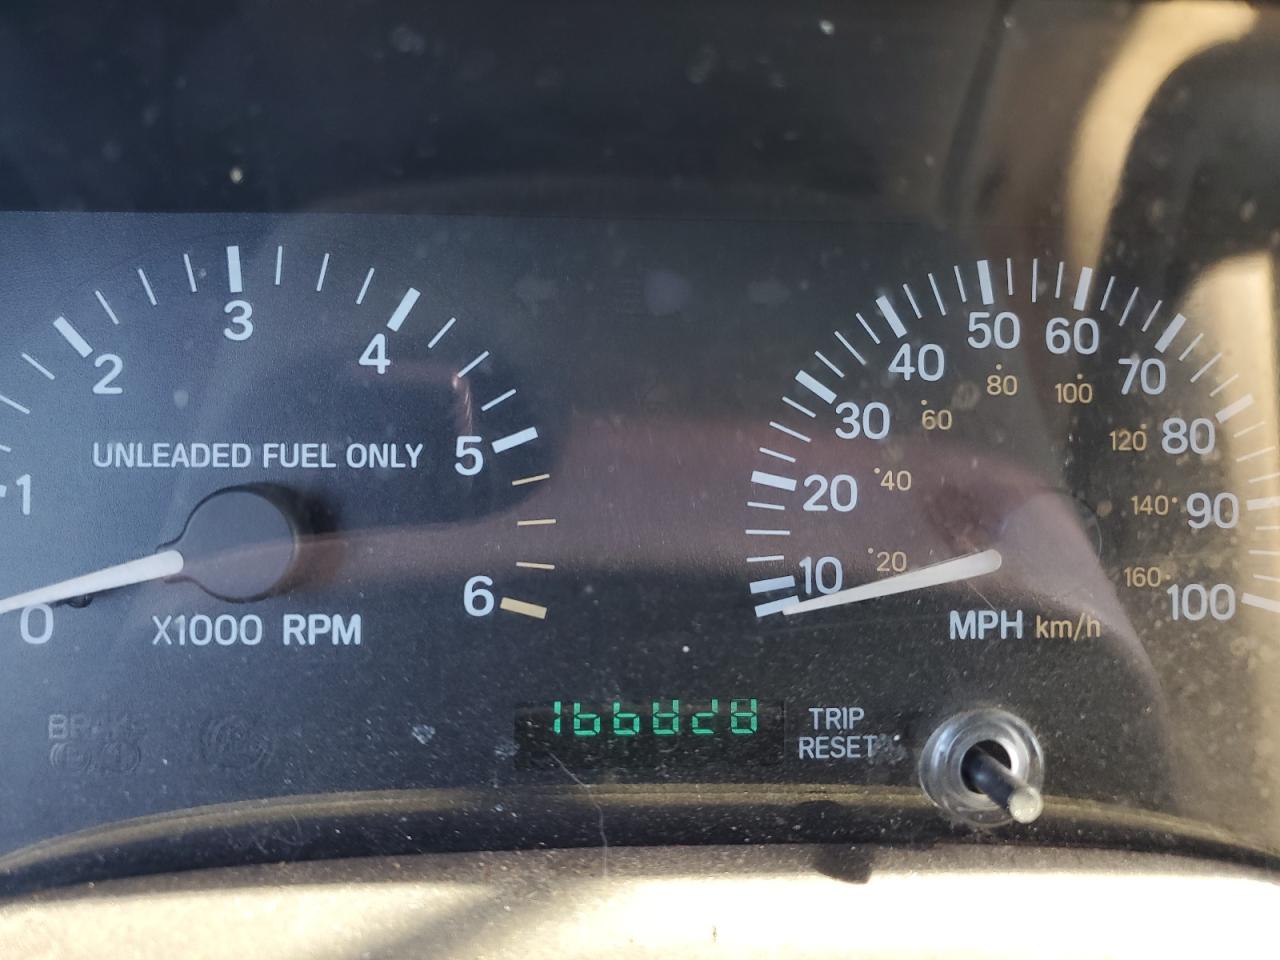 3
2 4
1 UNLEADED FUEL ONLY 5
0 X1000 RPM 6
50 60
40 80 100 70
30 60 120 80
20 40 140 90
10 20 160 100
MPH km/h
TRIP
RESET
BRAKE